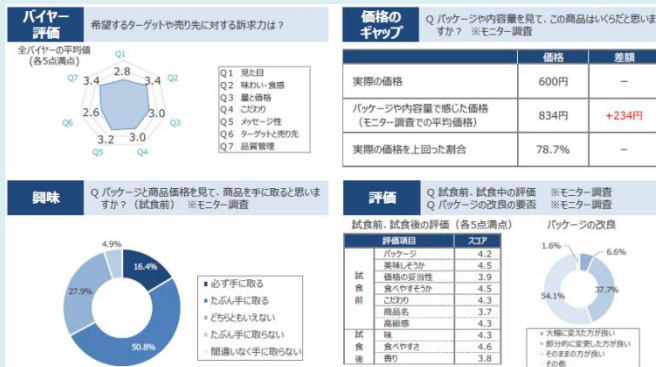 バイヤー
評価
希望するターゲットや売り先に対する訴求力は？
全バイヤーの平均値
（各5点満点）
Q1
2.8
Q7
3.4
3.4
Q2
2.6
3.0
Q6
Q3
3.2
3.0
Q5
Q4
Q1 見た目
Q2 味わい・食感
Q3 量と価格
Q4 こだわり
Q5 メッセージ性
Q6 ターゲットと売り先
Q7 品質管理
価格の
ギャップ
Q パッケージや内容量を見て、この商品はいくらだと思いま
すか？ ※モニター調査
価格 差額
実際の価格 600円 －
パッケージや内容量で感じた価格
（モニター調査での平均価格） 834円 +234円
実際の価格を上回った割合 78.7% －
興味
Q パッケージと商品価格を見て、商品を手に取ると思いま
すか？（試食前） ※モニター調査
4.9%
16.4%
27.9%
50.8%
必ず手に取る
たぶん手に取る
どちらともいえない
たぶん手に取らない
間違いなく手に取らない
評価
Q 試食前、試食中の評価 ※モニター調査
Q パッケージの改良の要否 ※モニター調査
試食前、試食後の評価（各5点満点）
評価項目 スコア
試食前
パッケージ 4.2
美味しそうか 4.5
価格の妥当性 3.9
食べやすそうか 4.5
こだわり 4.3
商品名 3.7
高級感 4.3
試食後
味 4.3
食べやすさ 4.6
香り 3.8
パッケージの改良
1.6%
6.6%
54.1%
37.7%
大幅に変えた方が良い
部分的に変更した方が良い
そのままの方が良い
その他